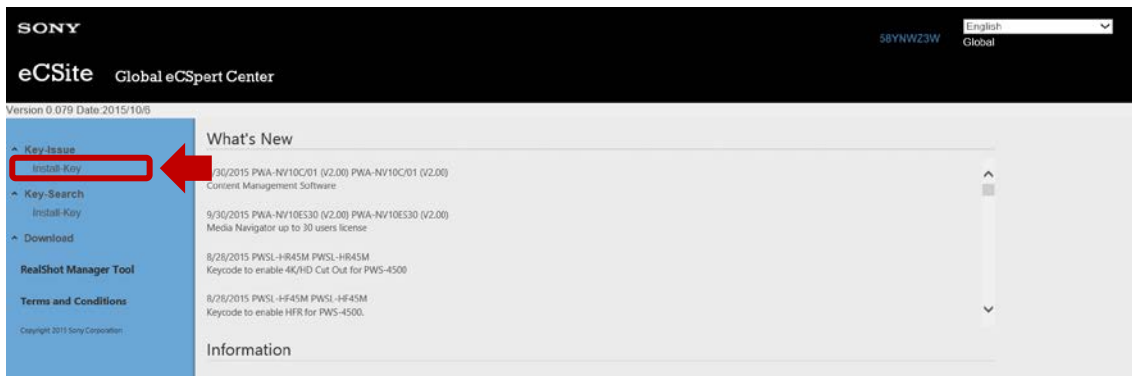 SONY
58YNWZ3W
English
Global
eCSite Global eCSpert Center
Version 0.079 Date:2015/10/6
Key-Issue
Install-Key
Key-Search
Install-Key
Download
RealShot Manager Tool
Terms and Conditions
Copyright 2015 Sony Corporation
What's New
/30/2015 PWA-NV10C/01 (V2.00) PWA-NV10C/01 (V2.00)
Content Management Software
9/30/2015 PWA-NV10ES30 (V2.00) PWA-NV10ES30 (V2.00)
Media Navigator up to 30 users license
8/28/2015 PWSL-HR45M PWSL-HR45M
Keycode to enable 4K/HD Cut Out for PWS-4500
8/28/2015 PWSL-HF45M PWSL-HF45M
Keycode to enable HFR for PWS-4500.
Information